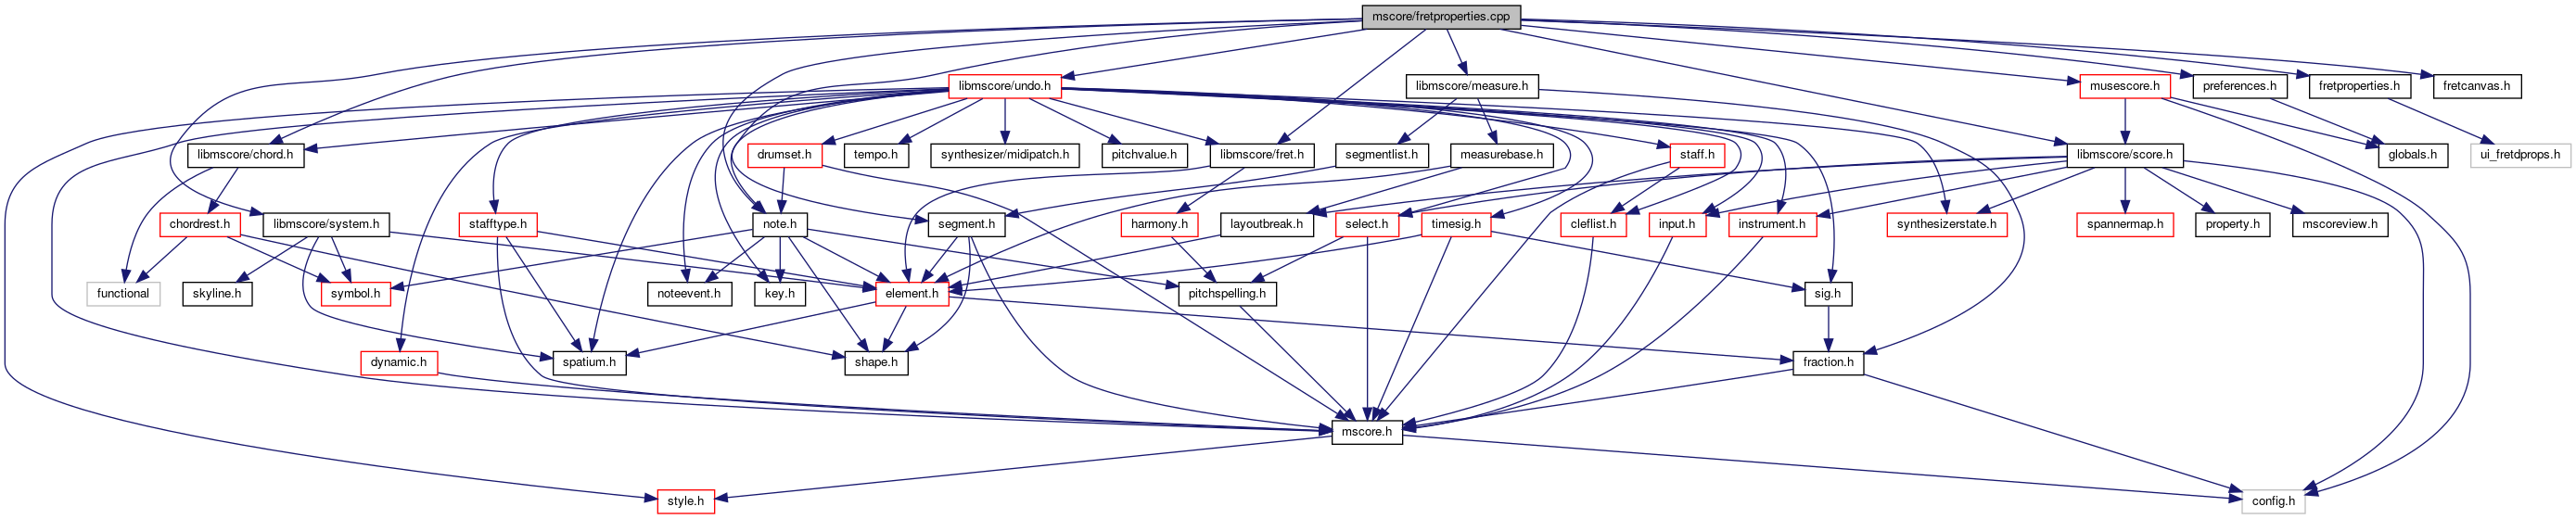 mscore/fretproperties.cpp
libmscore/undo.h
libmscore/measure.h
musescore.h
preferences.h
fretproperties.h
fretcanvas.h
libmscore/chord.h
drumset.h
tempo.h
synthesizer/midipatch.h
pitchvalue.h
libmscore/fret.h
segmentlist.h
measurebase.h
staff.h
libmscore/score.h
globals.h
ui_fretdprops.h
chordrest.h
libmscore/system.h
stafftype.h
note.h
segment.h
harmony.h
layoutbreak.h
select.h
timesig.h
cleflist.h
input.h
instrument.h
synthesizerstate.h
spannermap.h
property.h
mscoreview.h
functional
skyline.h
symbol.h
noteevent.h
key.h
element.h
pitchspelling.h
sig.h
dynamic.h
spatium.h
shape.h
fraction.h
mscore.h
style.h
config.h